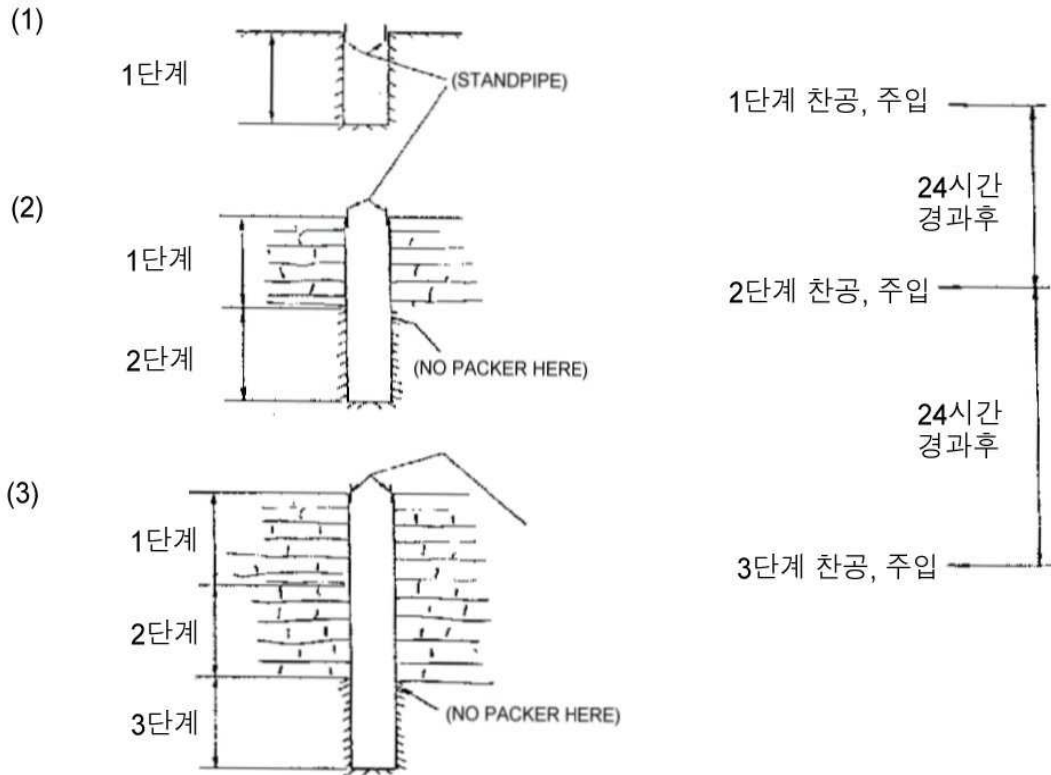 (1)
1단계
(STANDPIPE)
(2)
1단계
2단계
(NO PACKER HERE)
(3)
1단계
2단계
3단계
(NO PACKER HERE)
1단계 찬공, 주입
24시간
경과후
2단계 찬공, 주입
24시간
경과후
3단계 찬공, 주입